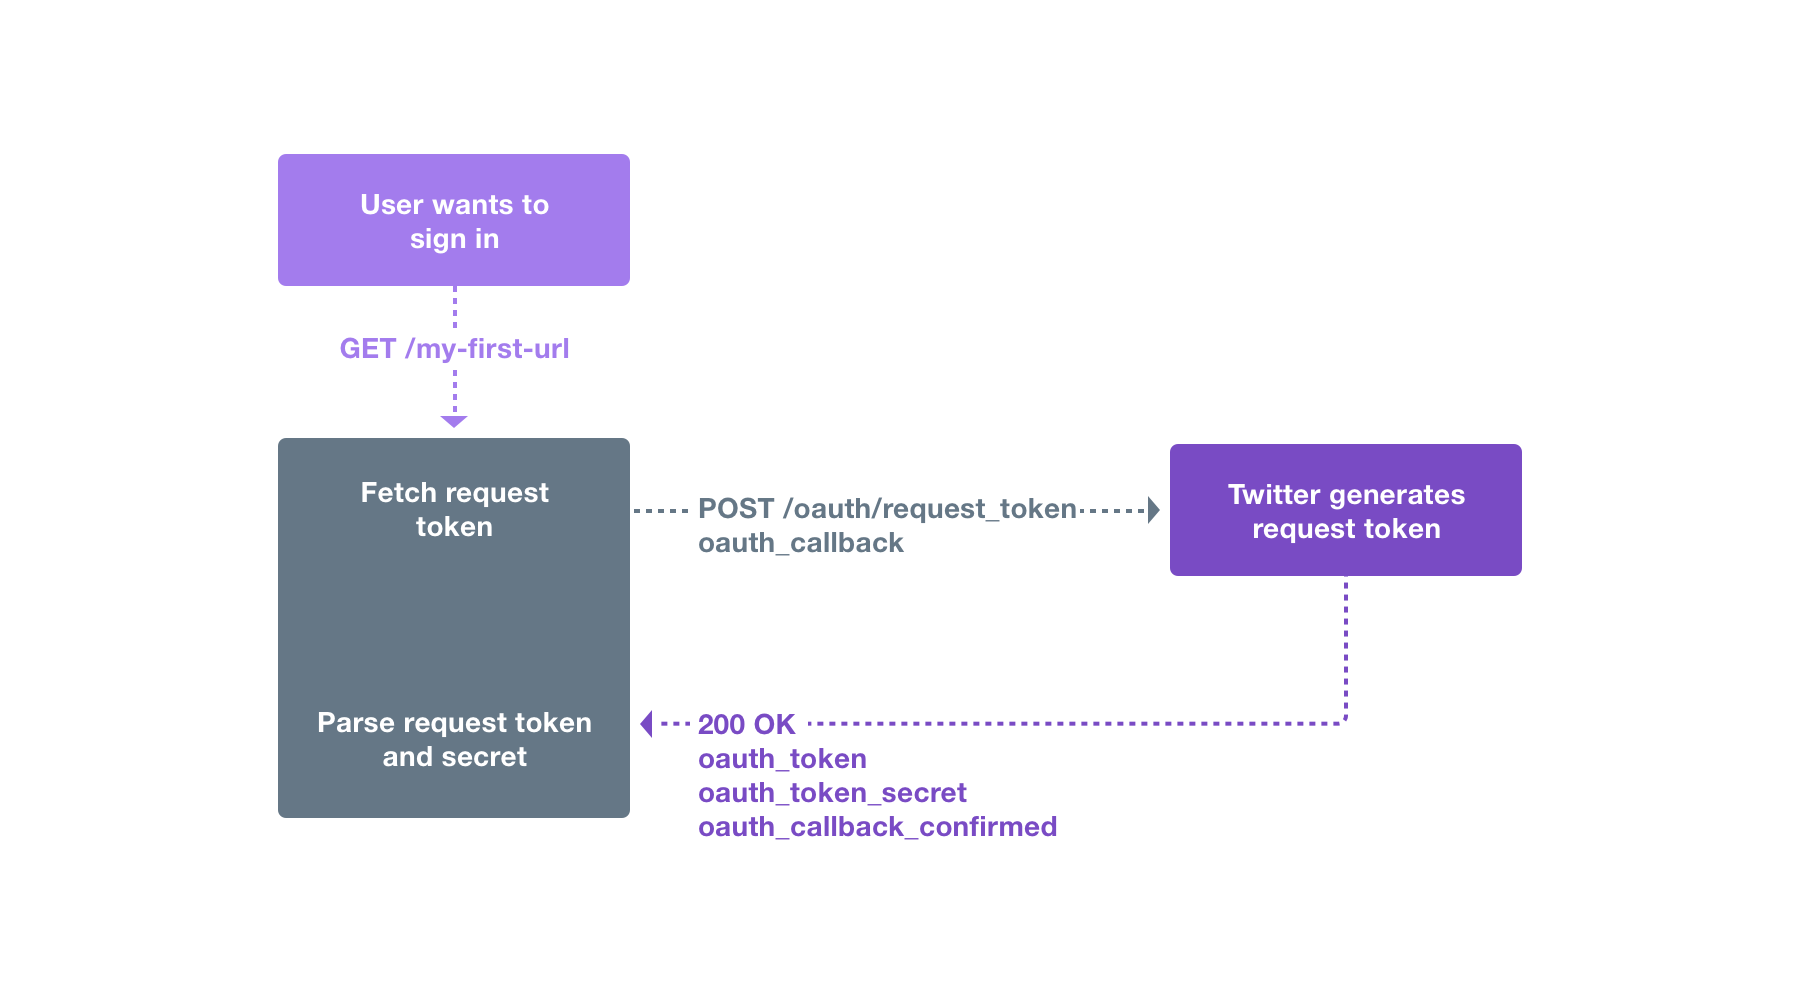 User wants to
sign in
GET /my-first-url
Fetch request
token
POST /oauth/request_token
oauth_callback
Twitter generates
request token
Parse request token
and secret
200 OK
oauth_token
oauth_token_secret
oauth_callback_confirmed